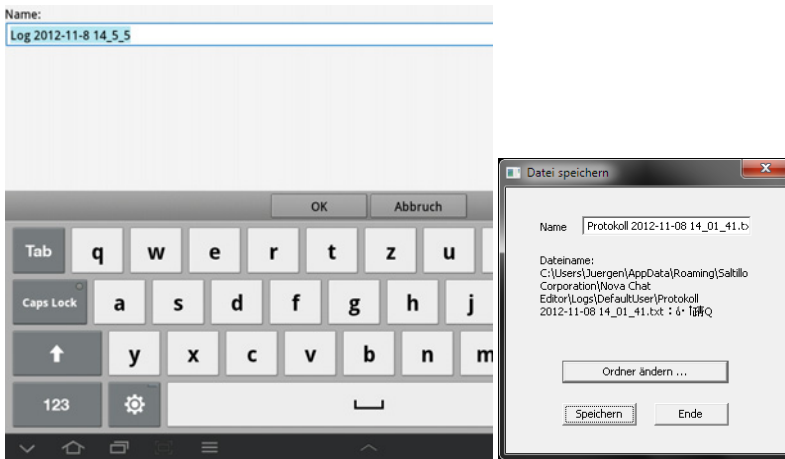 Name:
Log 2012-11-8 14_5_5
OK Abbruch
Tab q w e r t z u
Caps Lock a s d f g h j
y x c v b n m
123
Datei speichern
Name Protokoll 2012-11-08 14_01_41.t
Dateiname:
C:\Users\Juergen\AppData\Roaming\Saltillo
Corporation\Nova Chat
Editor\Logs\DefaultUser\Protokoll
2012-11-08 14_01_41.txt
Ordner ändern ...
Speichern Ende